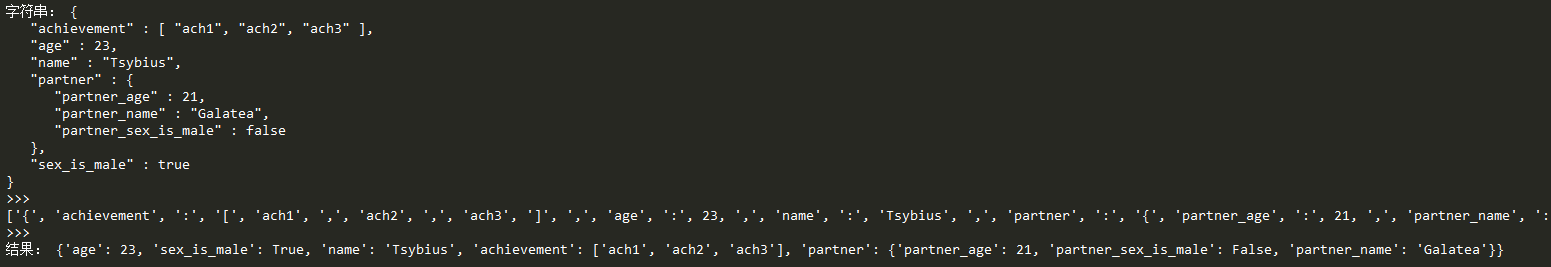 字符串： {
   "achievement" : [ "ach1", "ach2", "ach3" ],
   "age" : 23,
   "name" : "Tsybius",
   "partner" : {
      "partner_age" : 21,
      "partner_name" : "Galatea",
      "partner_sex_is_male" : false
   },
   "sex_is_male" : true
}
>>>
['{', 'achievement', ':', '[', 'ach1', ',', 'ach2', ',', 'ach3', ']', ',', 'age', ':', 23, ',', 'name', ':', 'Tsybius', ',', 'partner', ':', '{', 'partner_age', ':', 21, ',', 'partner_name', ':
>>>
结果： {'age': 23, 'sex_is_male': True, 'name': 'Tsybius', 'achievement': ['ach1', 'ach2', 'ach3'], 'partner': {'partner_age': 21, 'partner_sex_is_male': False, 'partner_name': 'Galatea'}}